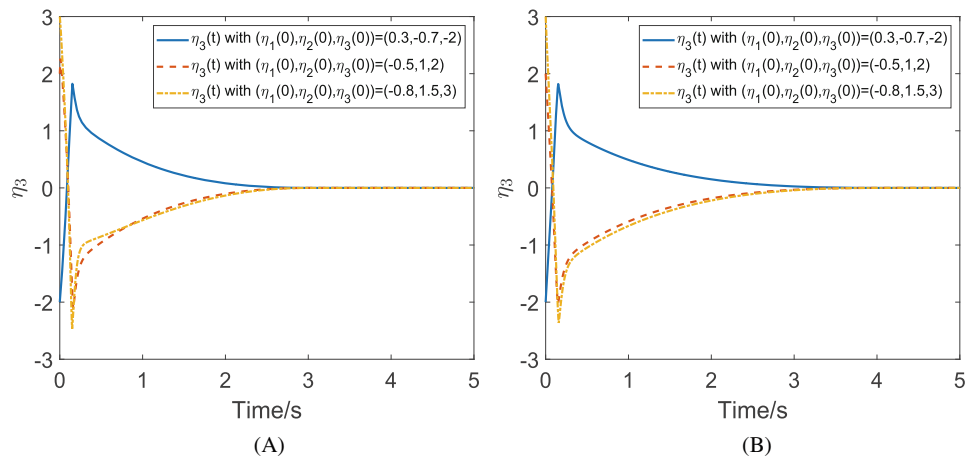 3
2
1
0
-1
-2
-3
η3
0 1 2 3 4 5
Time/s
η3(t) with (η1(0),η2(0),η3(0))=(0.3,-0.7,-2)
η3(t) with (η1(0),η2(0),η3(0))=(-0.5,1,2)
η3(t) with (η1(0),η2(0),η3(0))=(-0.8,1.5,3)
(A)
3
2
1
0
-1
-2
-3
η3
0 1 2 3 4 5
Time/s
η3(t) with (η1(0),η2(0),η3(0))=(0.3,-0.7,-2)
η3(t) with (η1(0),η2(0),η3(0))=(-0.5,1,2)
η3(t) with (η1(0),η2(0),η3(0))=(-0.8,1.5,3)
(B)